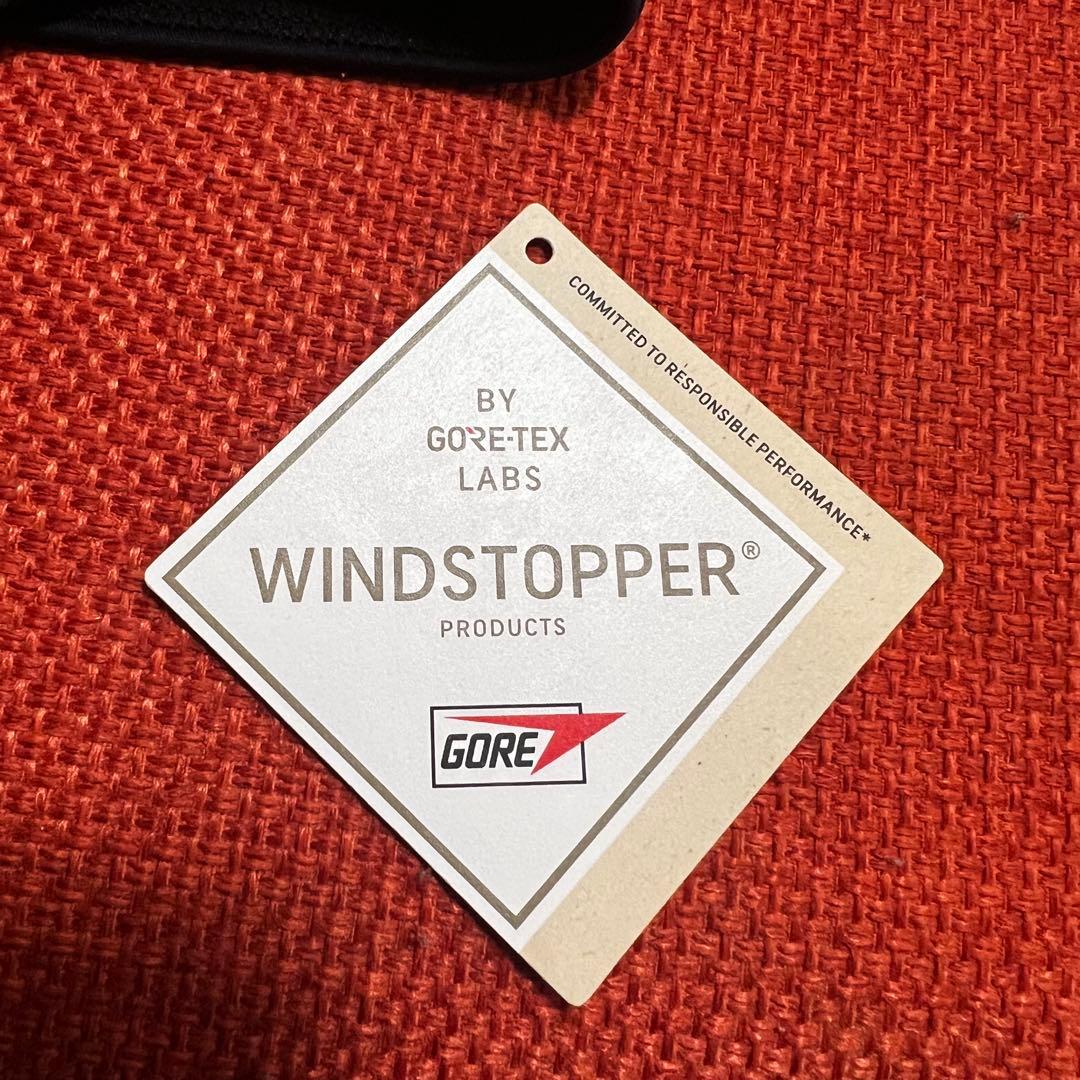 COMMITTED TO RESPONSIBLE PERFORMANCE*
BY
GORE-TEX
LABS
WINDSTOPPER®
PRODUCTS
GORE